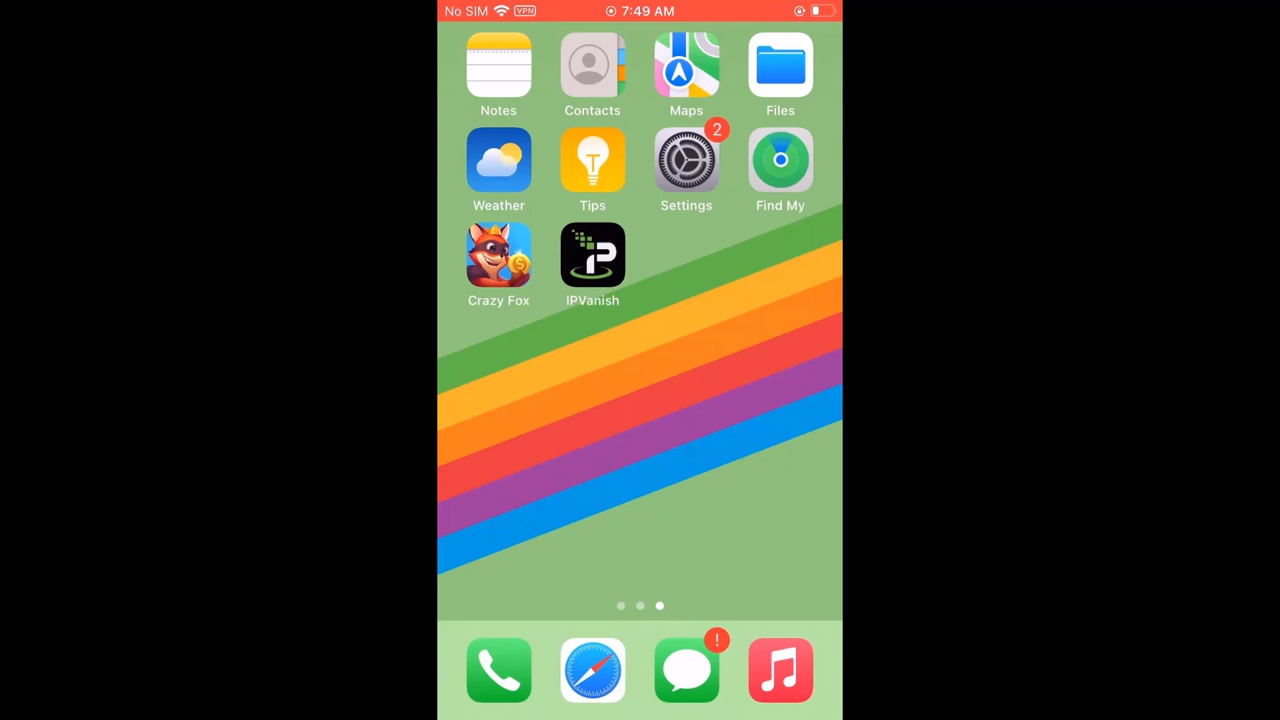 No SIM VPN 7:49 AM
Notes Contacts Maps Files
2
Weather Tips Settings Find My
Crazy Fox IPVanish
!